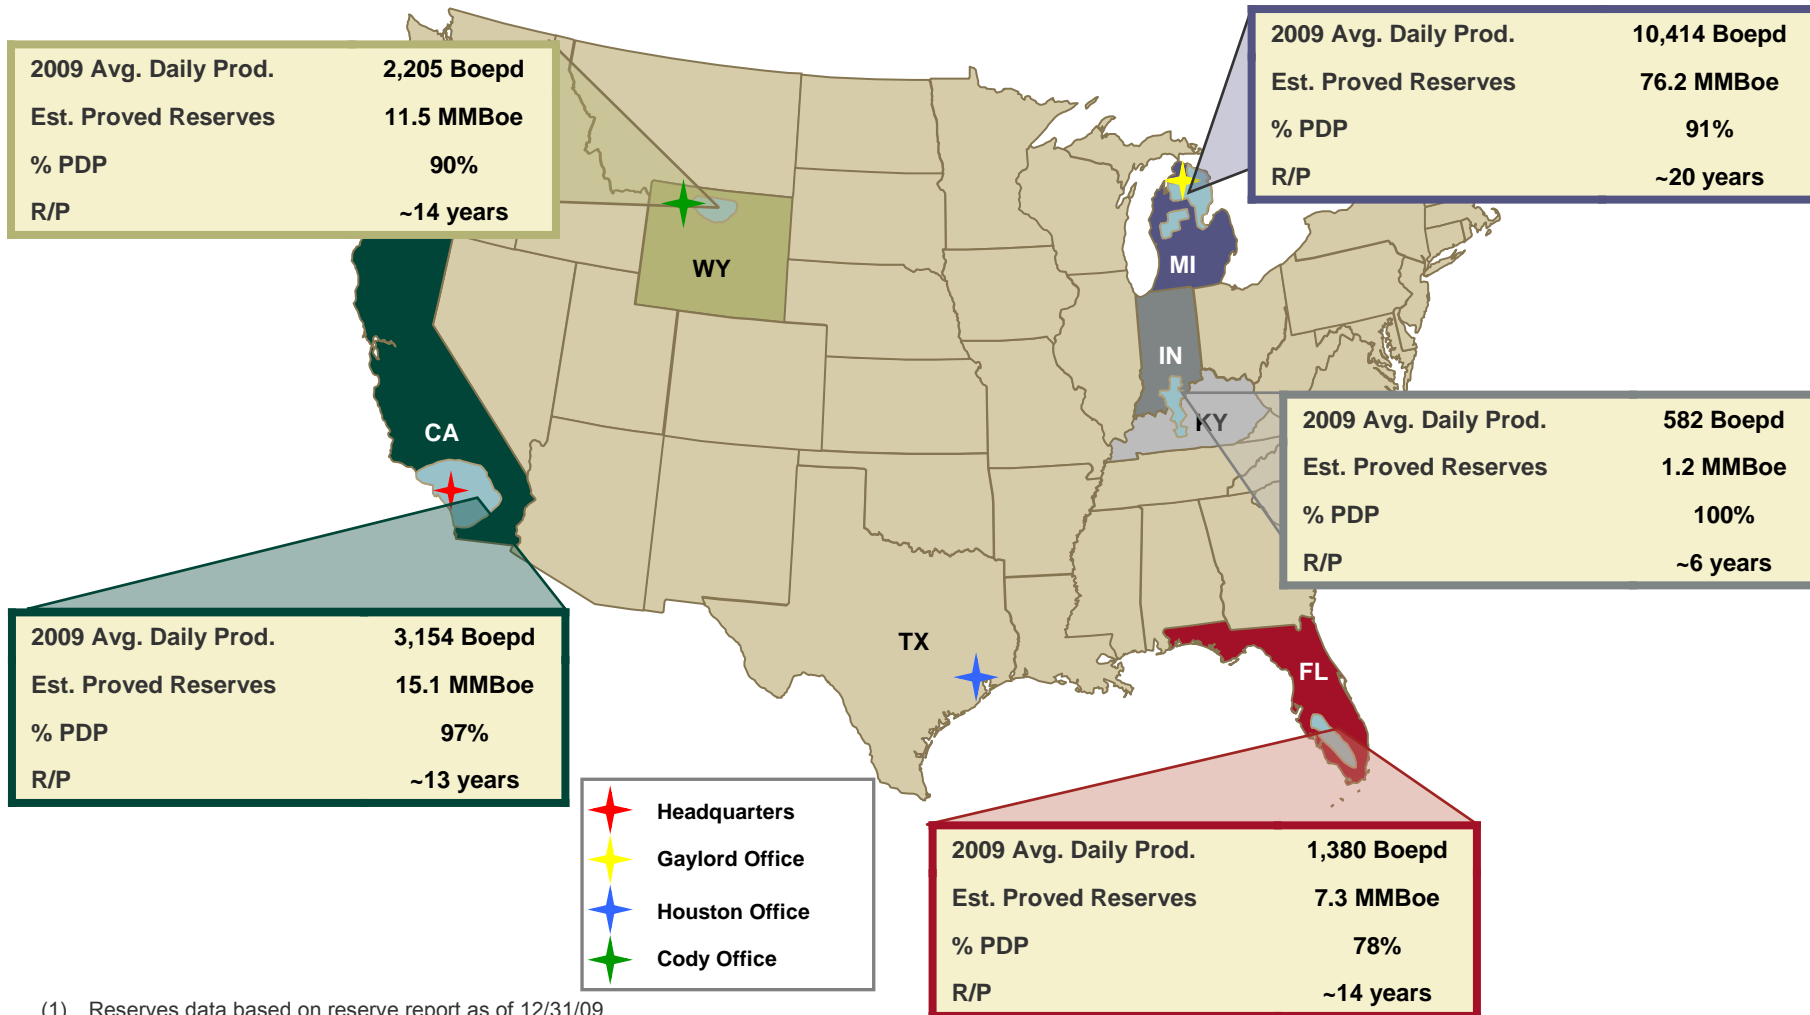 2009 Avg. Daily Prod. 2,205 Boepd
Est. Proved Reserves 11.5 MMBoe
% PDP 90%
R/P ~14 years
2009 Avg. Daily Prod. 10,414 Boepd
Est. Proved Reserves 76.2 MMBoe
% PDP 91%
R/P ~20 years
WY
MI
IN
KY
CA
2009 Avg. Daily Prod. 582 Boepd
Est. Proved Reserves 1.2 MMBoe
% PDP 100%
R/P ~6 years
TX
FL
2009 Avg. Daily Prod. 3,154 Boepd
Est. Proved Reserves 15.1 MMBoe
% PDP 97%
R/P ~13 years
Headquarters
Gaylord Office
Houston Office
Cody Office
2009 Avg. Daily Prod. 1,380 Boepd
Est. Proved Reserves 7.3 MMBoe
% PDP 78%
R/P ~14 years
(1) Reserves data based on reserve report as of 12/31/09